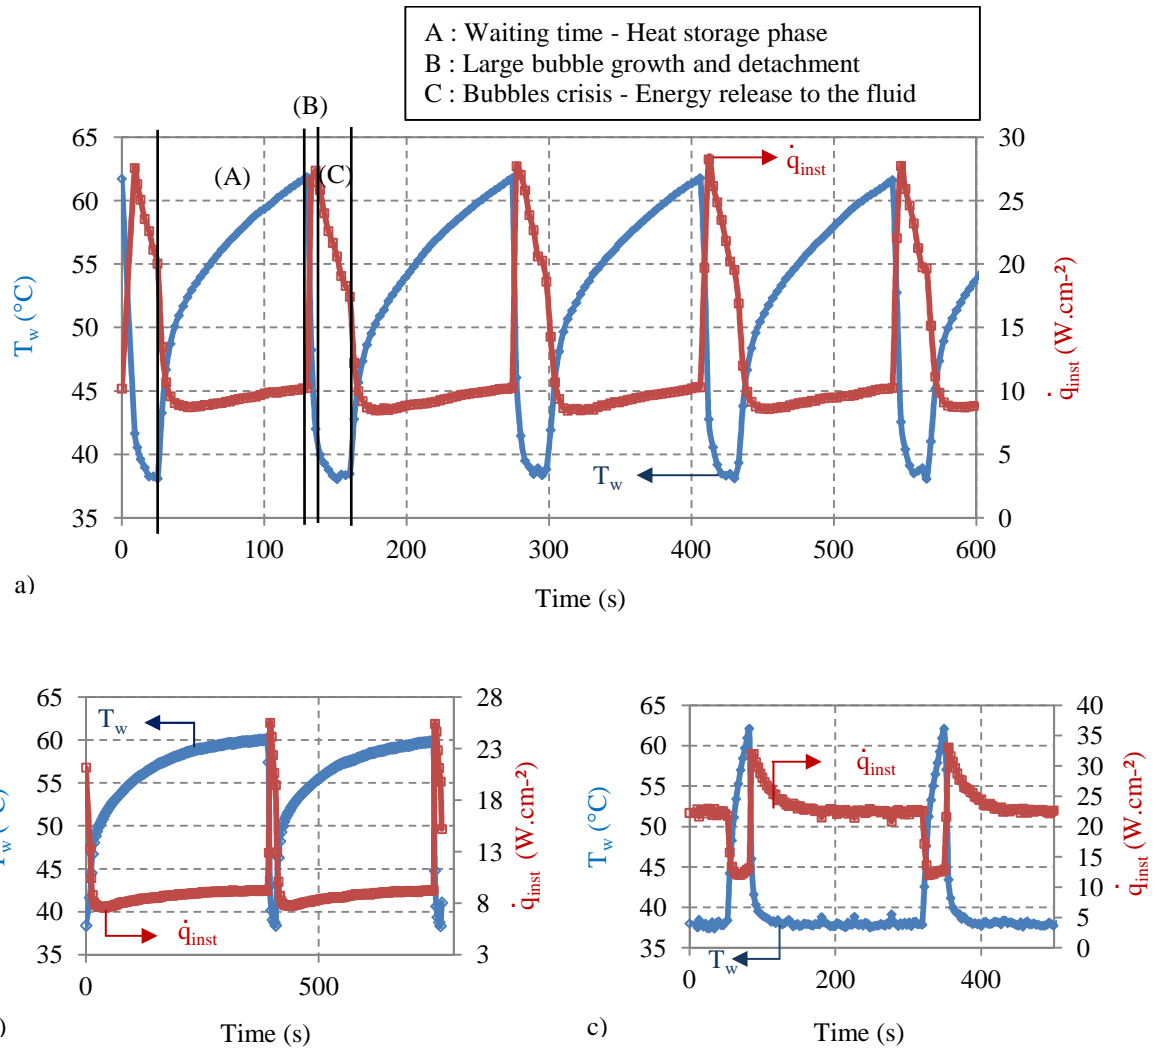 A : Waiting time - Heat storage phase
B : Large bubble growth and detachment
C : Bubbles crisis - Energy release to the fluid
(B)
(A)
(C)
q̇inst
65
60
55
50
45
40
35
Tw (°C)
30
25
20
15
10
5
0
q̇inst (W.cm-²)
Tw
0
100
200
300
400
500
600
a)
Time (s)
65
60
55
50
45
40
35
Tw (°C)
Tw
q̇inst
28
23
18
13
8
3
q̇inst (W.cm-²)
0
500
)
Time (s)
65
60
55
50
45
40
35
Tw (°C)
q̇inst
Tw
40
35
30
25
20
15
10
5
0
q̇inst (W.cm-²)
0
200
400
c)
Time (s)